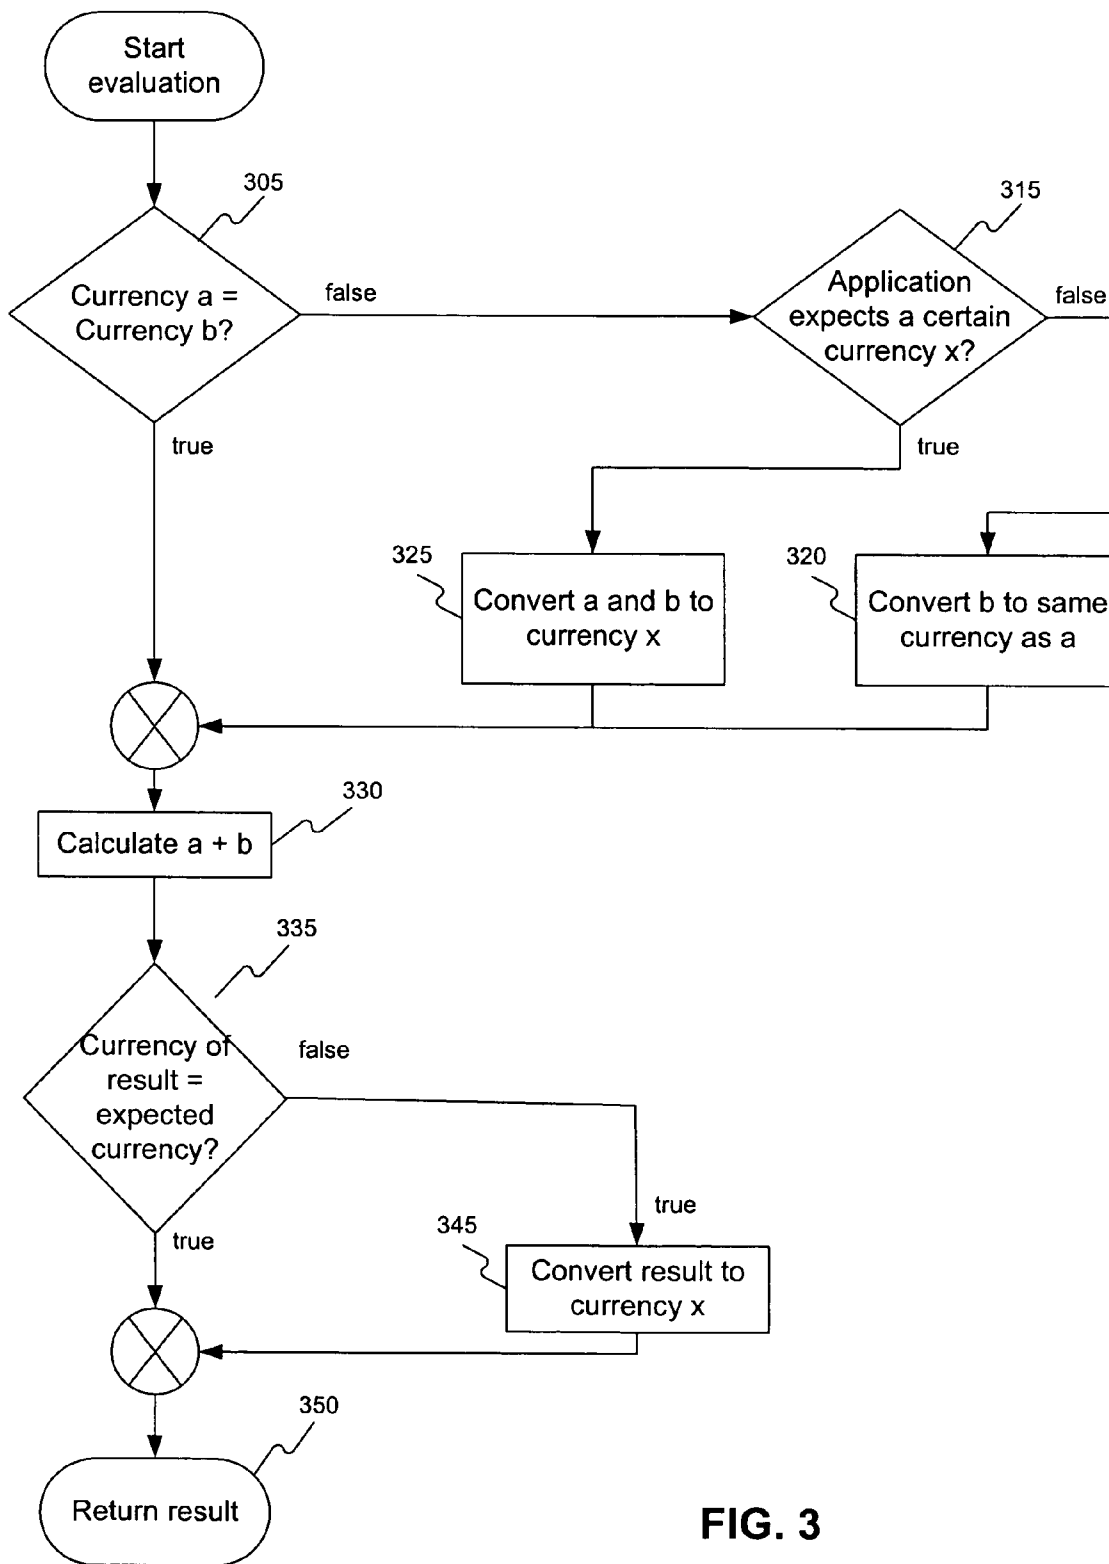 Start
evaluation
305
315
Currency a =
Currency b?
false
Application
expects a certain
currency x?
false
true
true
325
Convert a and b to
currency x
320
Convert b to same
currency as a
330
Calculate a + b
335
Currency of
result =
expected
currency?
false
true
true
345
Convert result to
currency x
350
Return result
FIG. 3